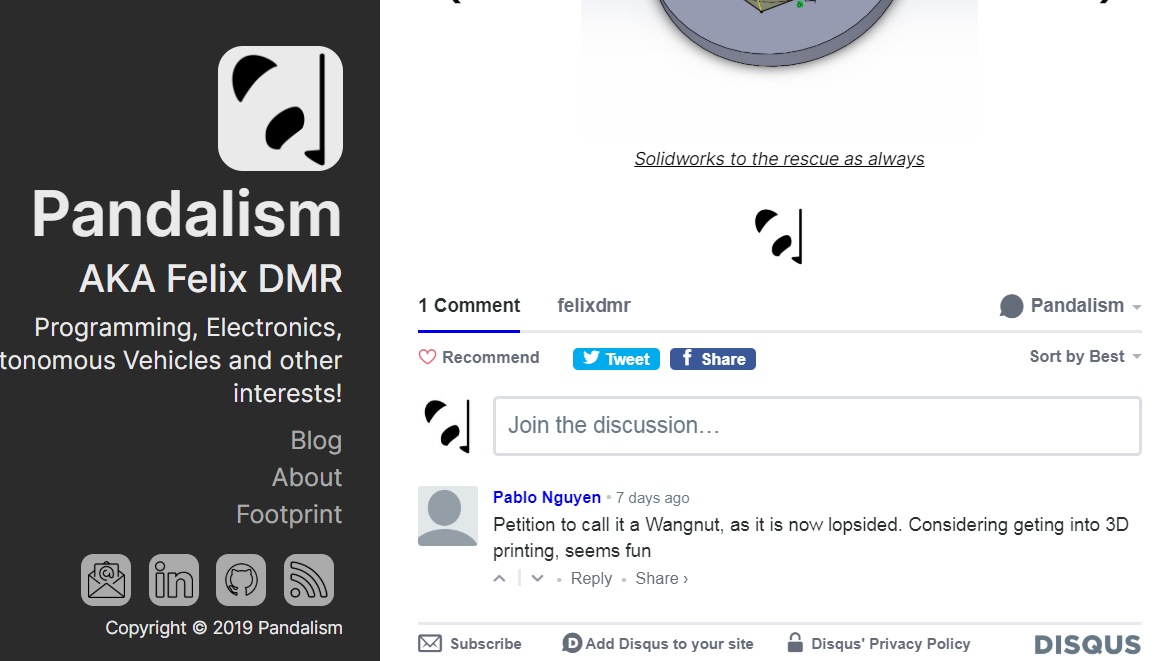 Pandalism
AKA Felix DMR
Programming, Electronics,
tonomous Vehicles and other
interests!
Blog
About
Footprint
Copyright © 2019 Pandalism
Solidworks to the rescue as always
1 Comment
felixdmr
Pandalism
Recommend
Tweet
Share
Sort by Best
Join the discussion…
Pablo Nguyen • 7 days ago
Petition to call it a Wangnut, as it is now lopsided. Considering geting into 3D
printing, seems fun
Reply • Share ›
Subscribe
Add Disqus to your site
Disqus' Privacy Policy
DISQUS